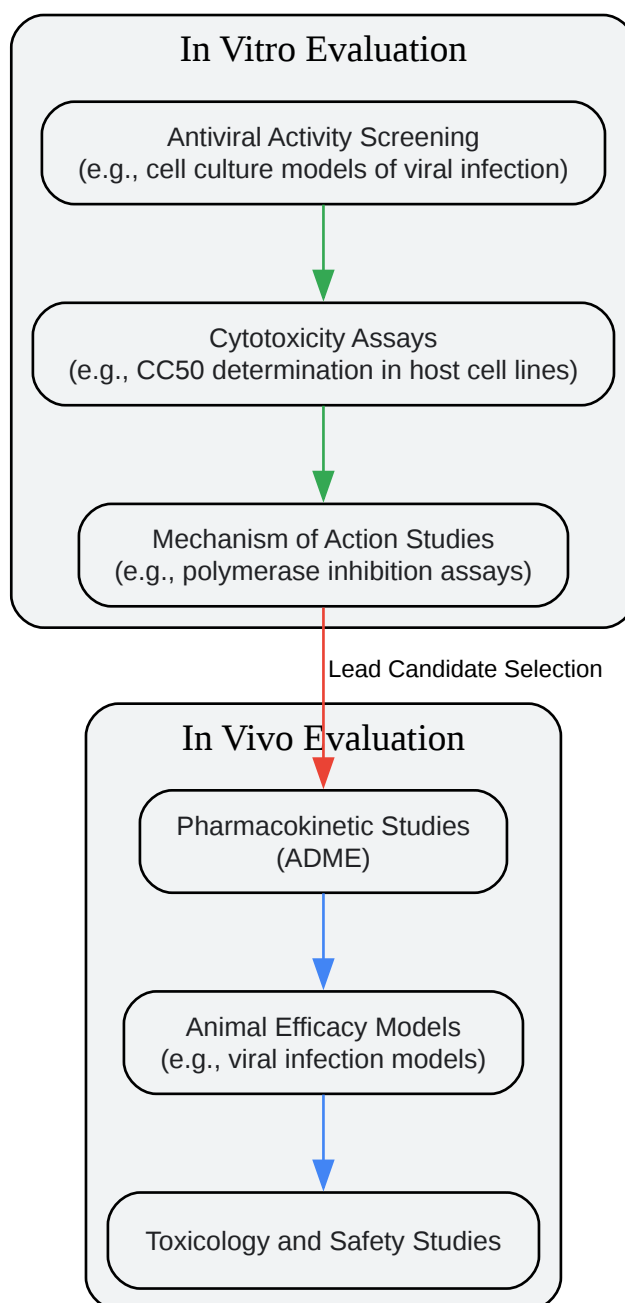 In Vitro Evaluation
Antiviral Activity Screening
(e.g., cell culture models of viral infection)
Cytotoxicity Assays
(e.g., CC50 determination in host cell lines)
Mechanism of Action Studies
(e.g., polymerase inhibition assays)
Lead Candidate Selection
In Vivo Evaluation
Pharmacokinetic Studies
(ADME)
Animal Efficacy Models
(e.g., viral infection models)
Toxicology and Safety Studies